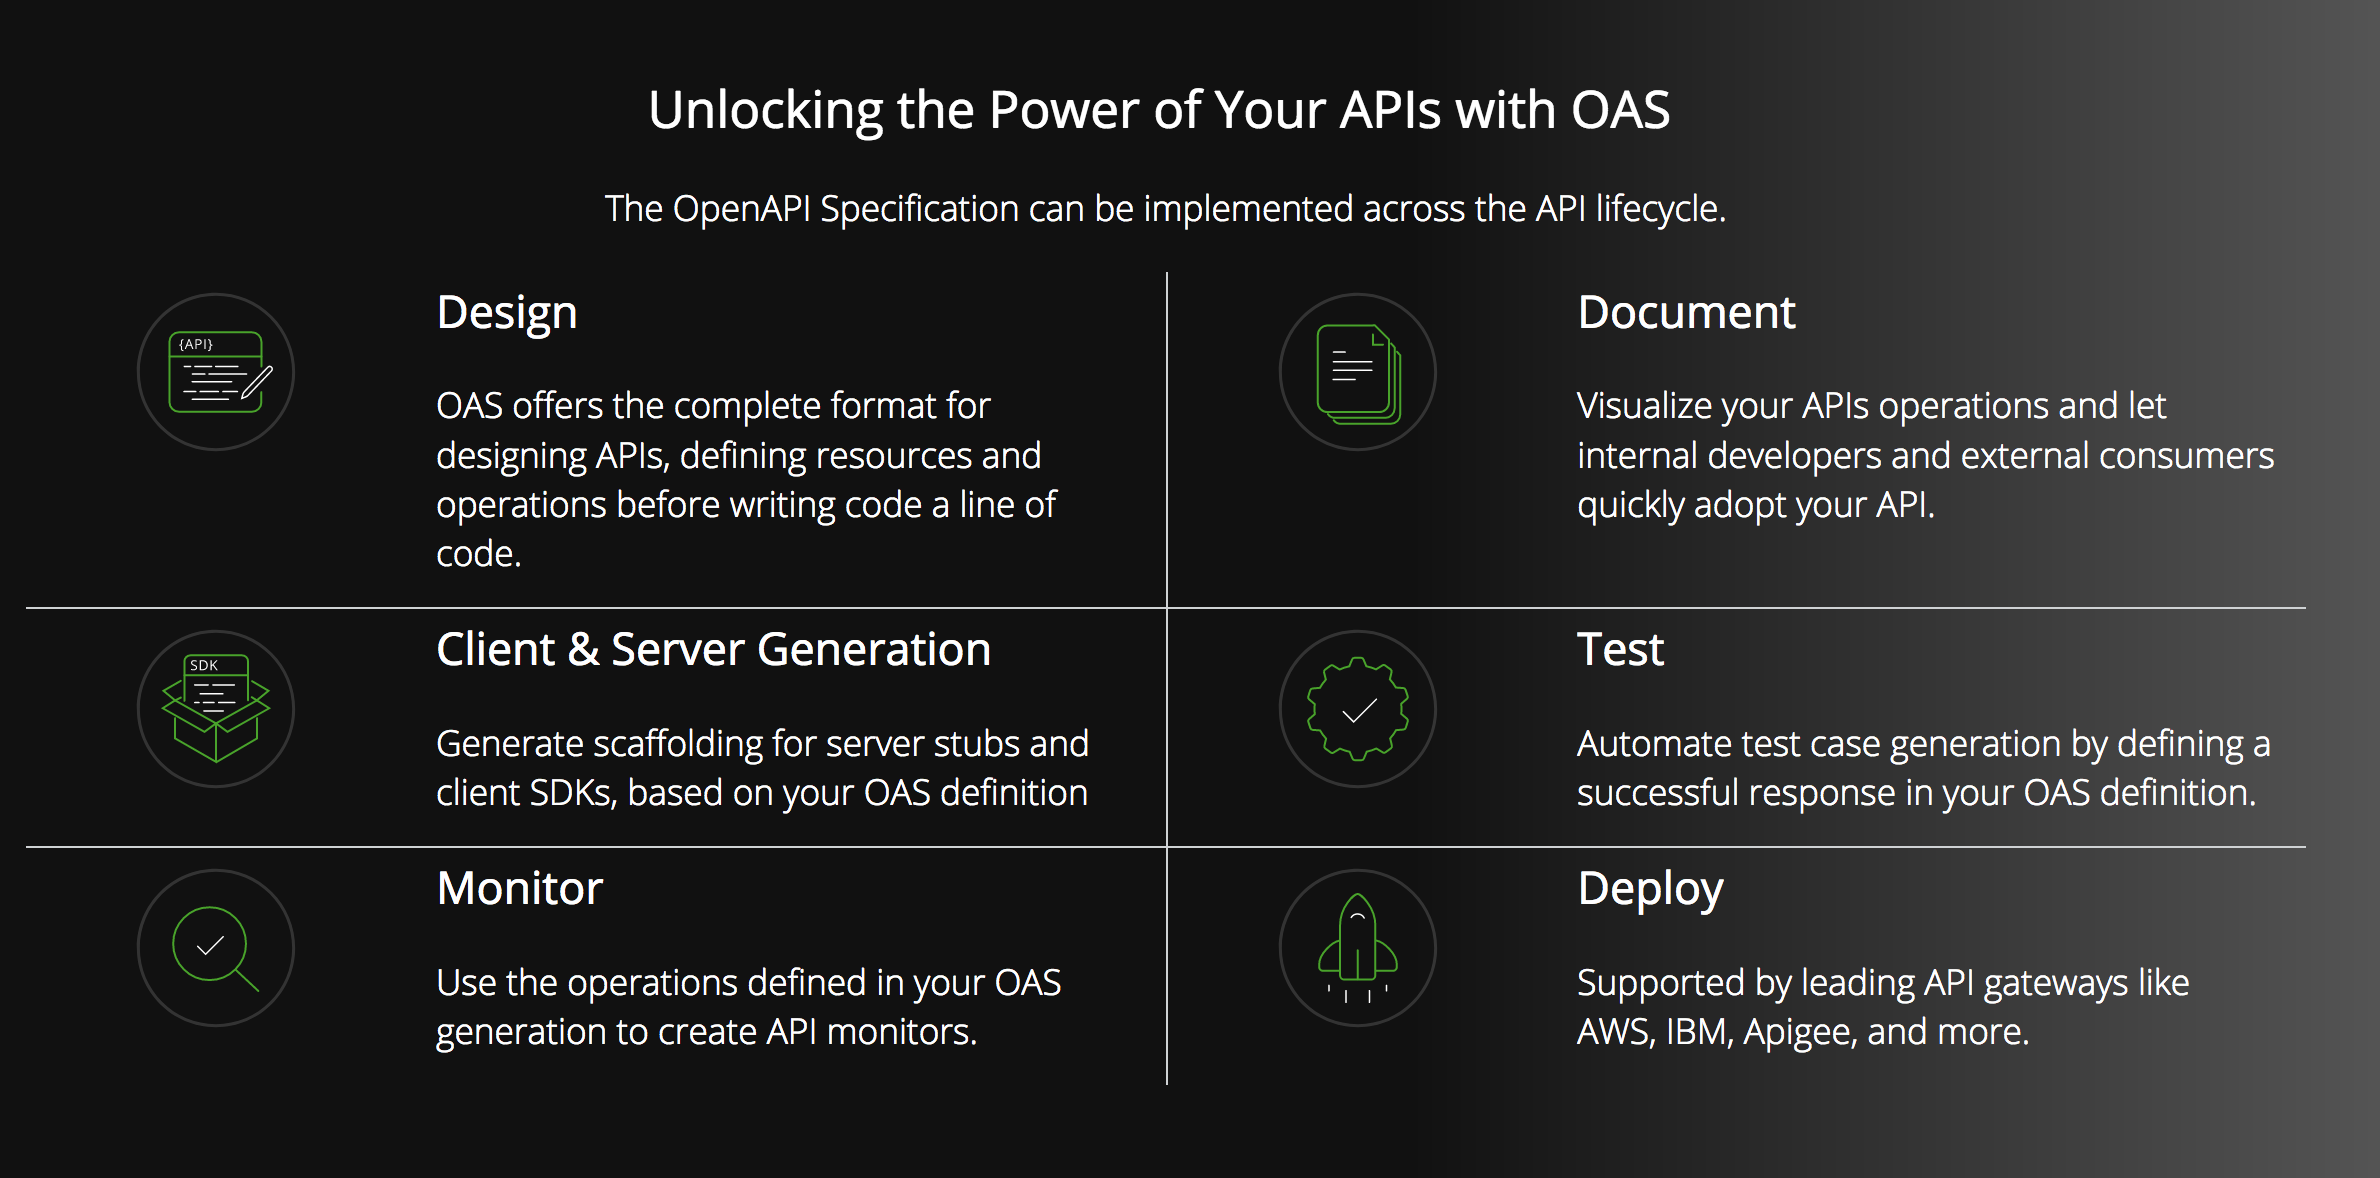 Unlocking the Power of Your APIs with OAS
The OpenAPI Specification can be implemented across the API lifecycle.
{API}
Design
OAS offers the complete format for
designing APIs, defining resources and
operations before writing code a line of
code.
Document
Visualize your APIs operations and let
internal developers and external consumers
quickly adopt your API.
SDK
Client & Server Generation
Generate scaffolding for server stubs and
client SDKs, based on your OAS definition
Test
Automate test case generation by defining a
successful response in your OAS definition.
Monitor
Use the operations defined in your OAS
generation to create API monitors.
Deploy
Supported by leading API gateways like
AWS, IBM, Apigee, and more.